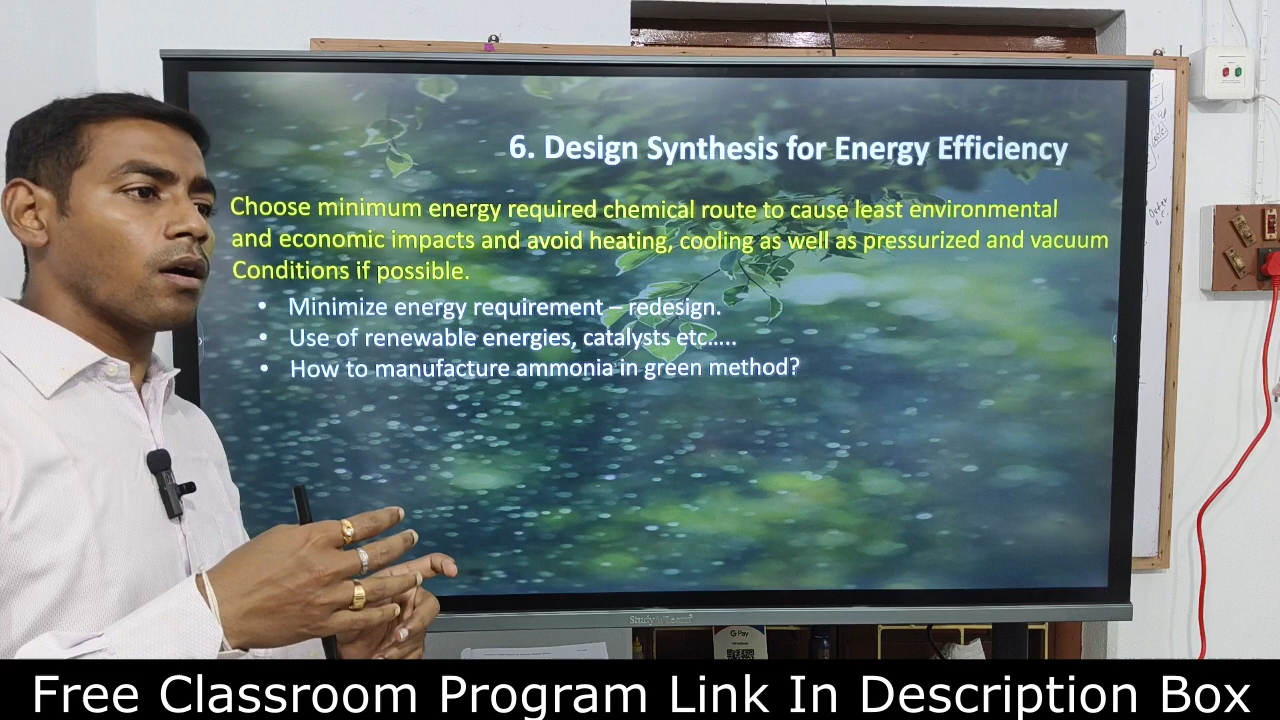 6. Design Synthesis for Energy Efficiency
Choose minimum energy required chemical route to cause least environmental
and economic impacts and avoid heating, cooling as well as pressurized and vacuum
Conditions if possible.
• Minimize energy requirement – redesign.
• Use of renewable energies, catalysts etc.....
• How to manufacture ammonia in green method?
G Pay
Free Classroom Program Link In Description Box